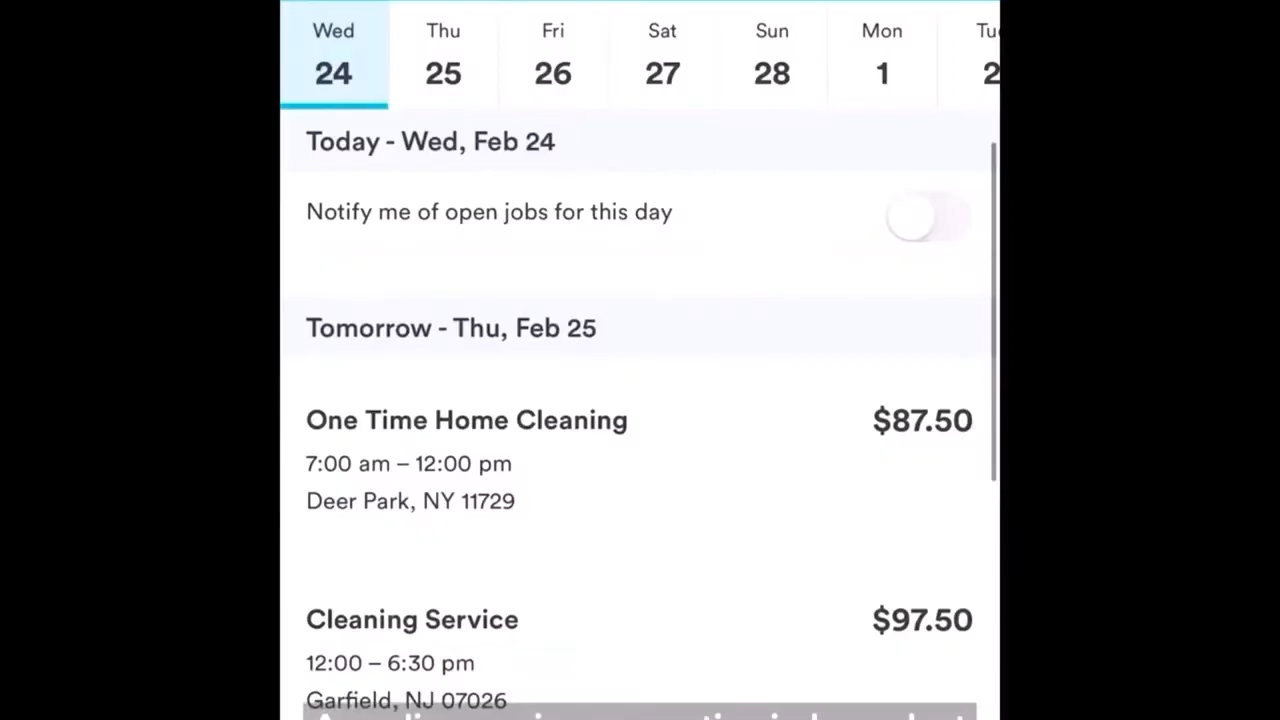 Wed Thu Fri Sat Sun Mon
24 25 26 27 28 1 2
Today - Wed, Feb 24
Notify me of open jobs for this day
Tomorrow - Thu, Feb 25
One Time Home Cleaning $87.50
7:00 am – 12:00 pm
Deer Park, NY 11729
Cleaning Service $97.50
12:00 – 6:30 pm
Garfield, NJ 07026